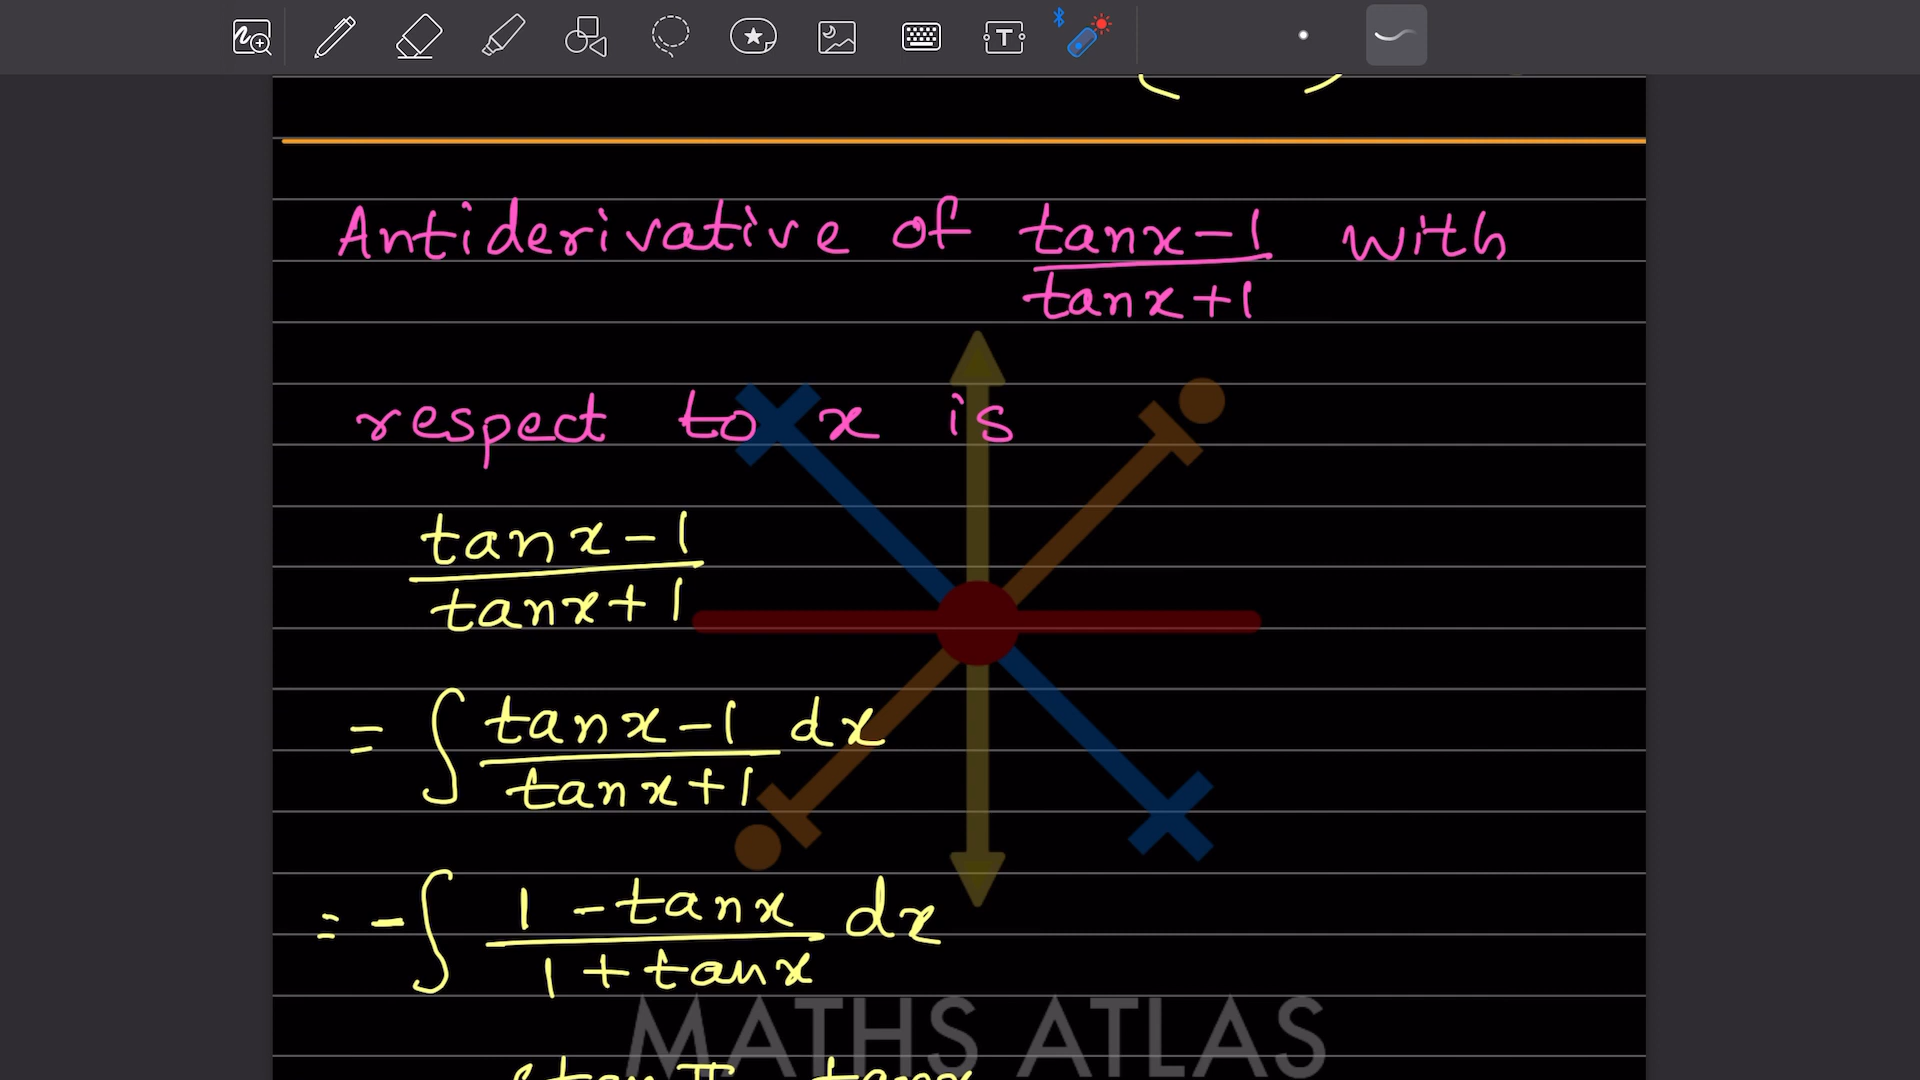 Antiderivative of tanx-1/tanx+1 with
respect to x is
tanx-1/tanx+1
= ∫ tanx-1/tanx+1 dx
= -∫ 1-tanx/1+tanx dx
MATHS ATLAS